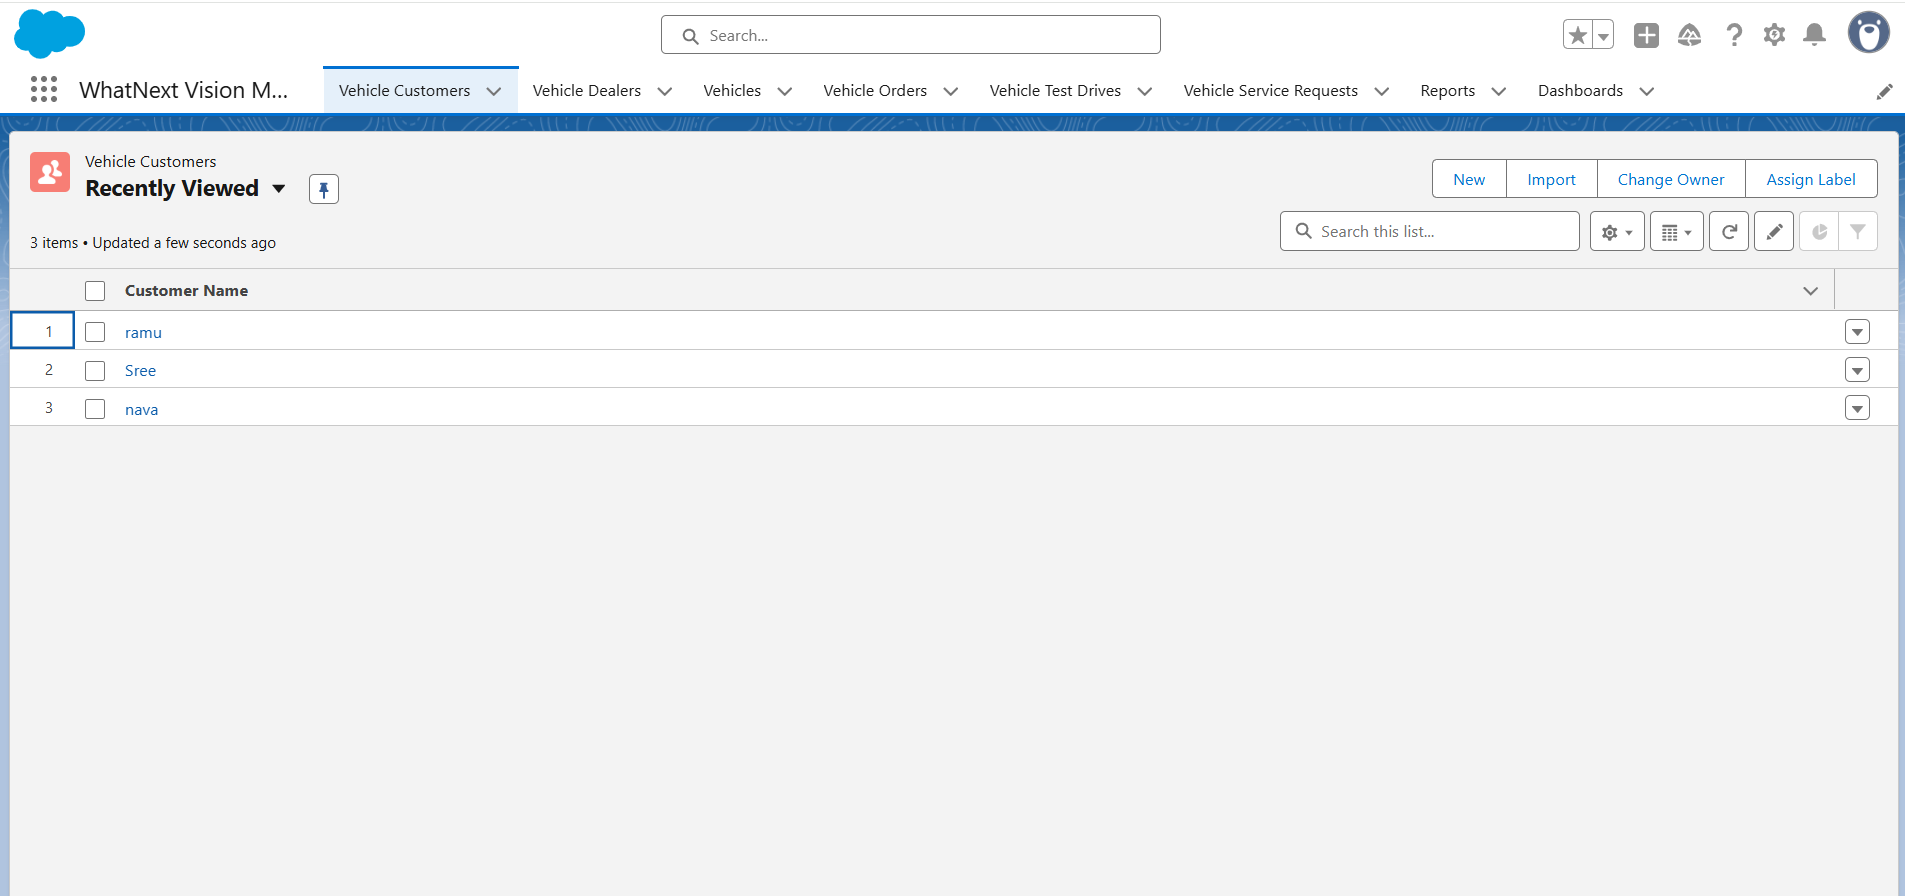 Search...
WhatNext Vision M...
Vehicle Customers
Vehicle Dealers
Vehicles
Vehicle Orders
Vehicle Test Drives
Vehicle Service Requests
Reports
Dashboards
Vehicle Customers
Recently Viewed
New
Import
Change Owner
Assign Label
3 items • Updated a few seconds ago
Search this list...
Customer Name
1 ramu
2 Sree
3 nava